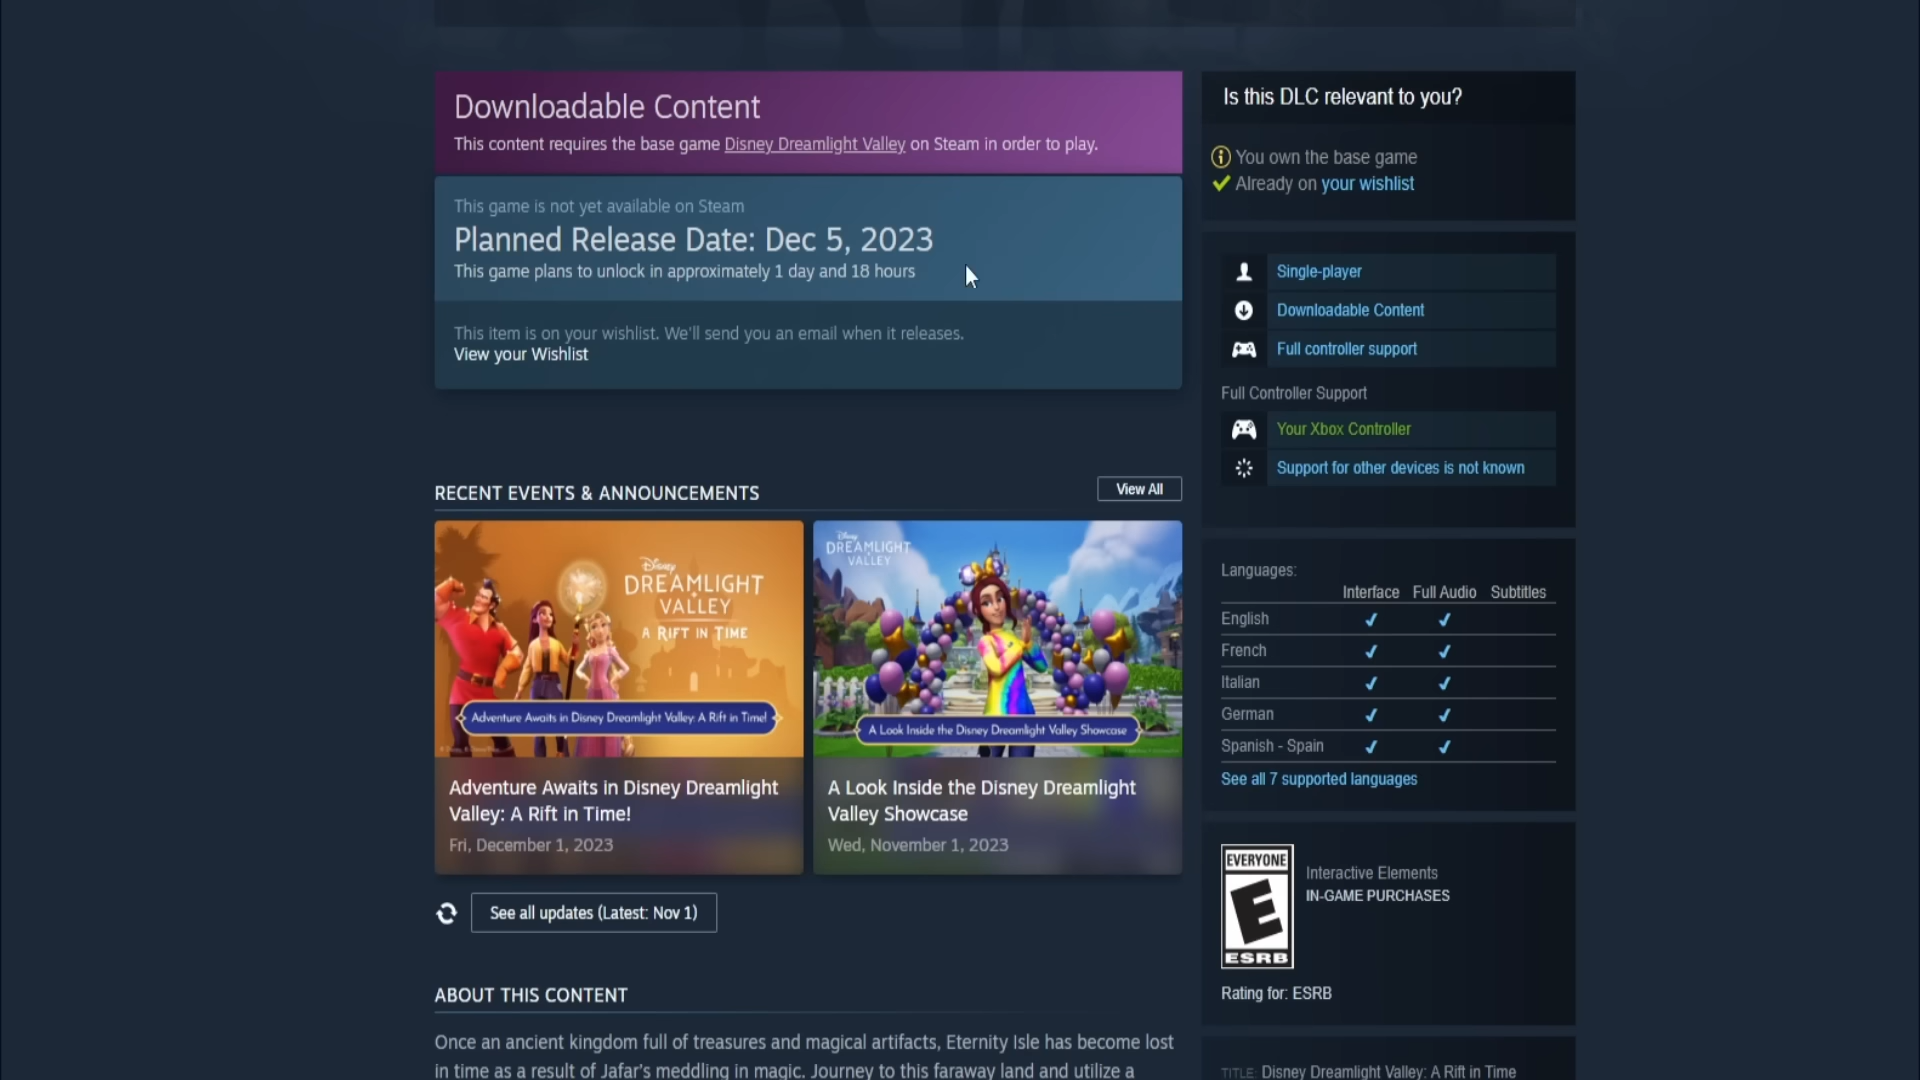 Downloadable Content
This content requires the base game Disney Dreamlight Valley on Steam in order to play.
This game is not yet available on Steam
Planned Release Date: Dec 5, 2023
This game plans to unlock in approximately 1 day and 18 hours
This item is on your wishlist. We'll send you an email when it releases.
View your Wishlist
RECENT EVENTS & ANNOUNCEMENTS
View All
Disney
DREAMLIGHT
VALLEY
A RIFT IN TIME
Adventure Awaits in Disney Dreamlight Valley: A Rift in Time!
Adventure Awaits in Disney Dreamlight
Valley: A Rift in Time!
Fri, December 1, 2023
Disney
DREAMLIGHT
VALLEY
A Look Inside the Disney Dreamlight Valley Showcase
A Look Inside the Disney Dreamlight
Valley Showcase
Wed, November 1, 2023
See all updates (Latest: Nov 1)
ABOUT THIS CONTENT
Once an ancient kingdom full of treasures and magical artifacts, Eternity Isle has become lost
in time as a result of Jafar's meddling in magic. Journey to this faraway land and utilize a
Is this DLC relevant to you?
You own the base game
Already on your wishlist
Single-player
Downloadable Content
Full controller support
Full Controller Support
Your Xbox Controller
Support for other devices is not known
Languages:
Interface Full Audio Subtitles
English ✔ ✔
French ✔ ✔
Italian ✔ ✔
German ✔ ✔
Spanish - Spain ✔ ✔
See all 7 supported languages
EVERYONE
E
ESRB
Interactive Elements
IN-GAME PURCHASES
Rating for: ESRB
TITLE: Disney Dreamlight Valley: A Rift in Time